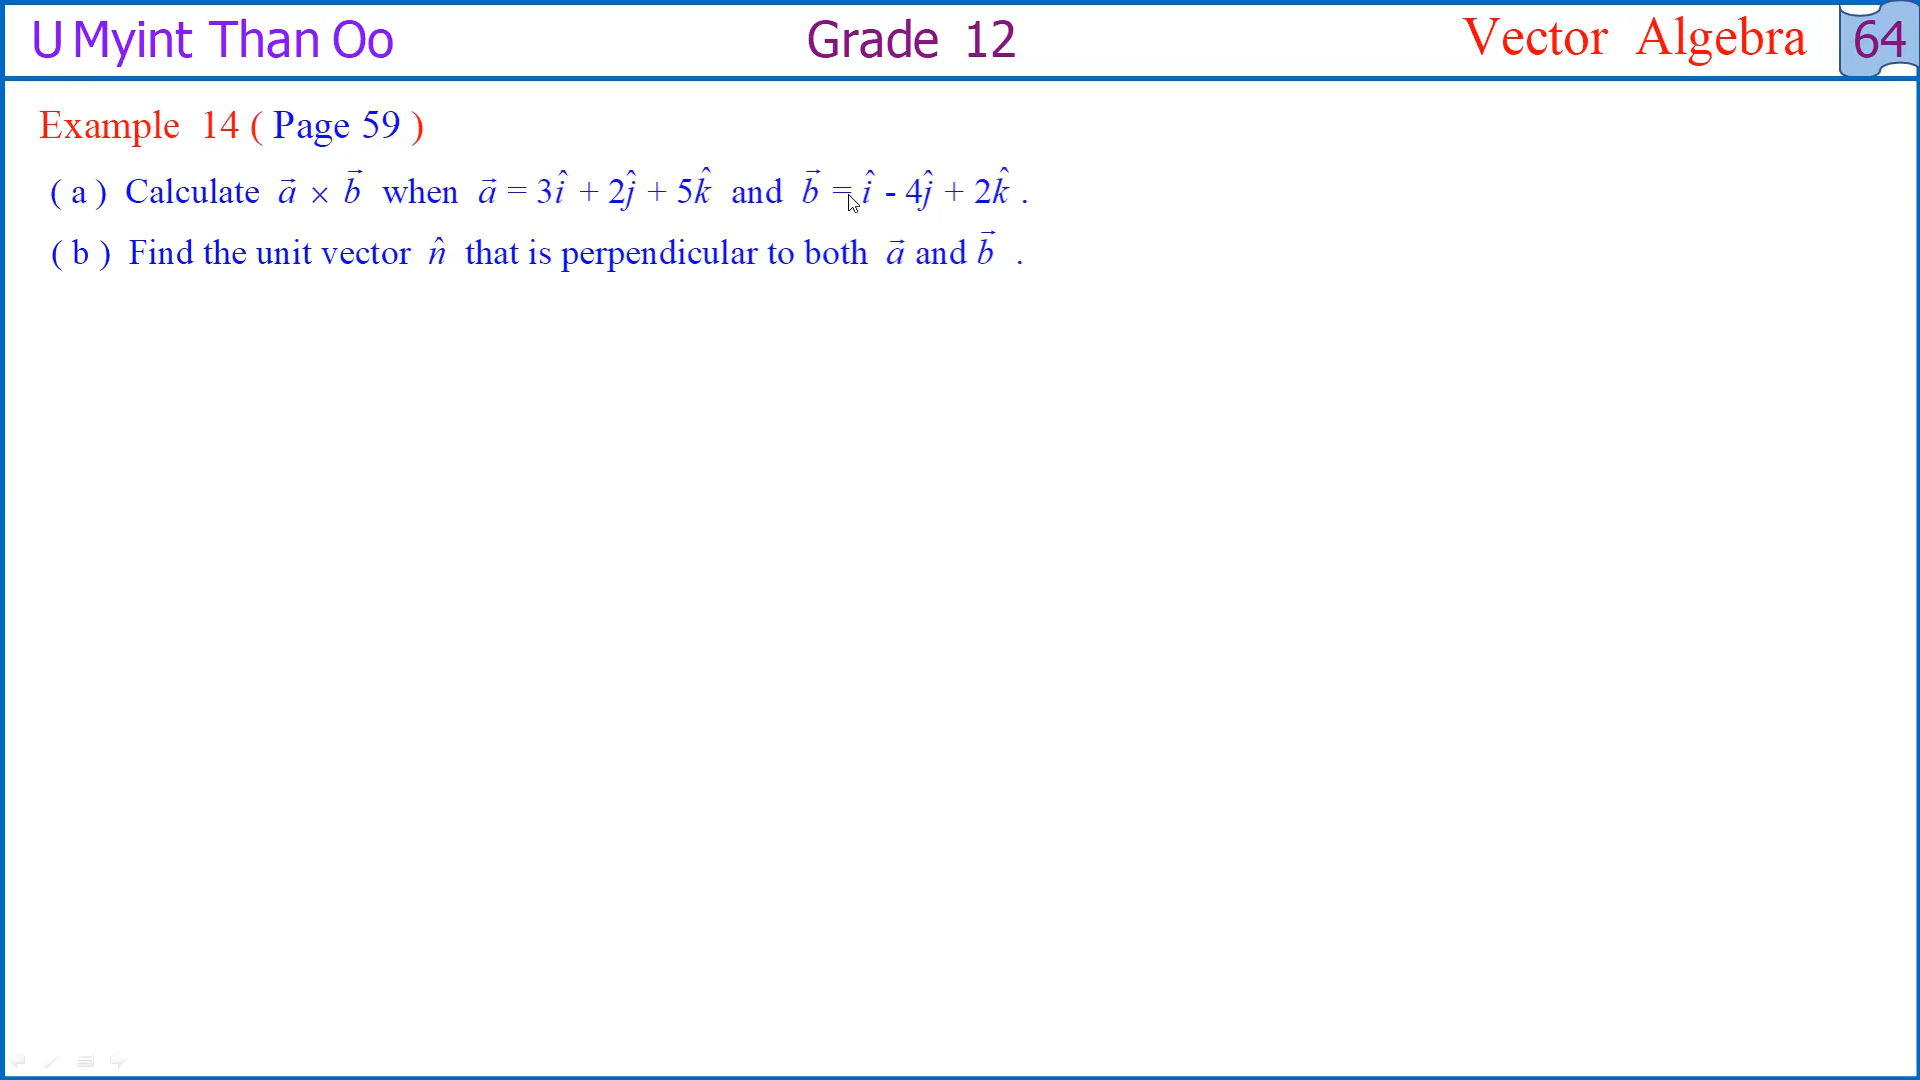 U Myint Than Oo Grade 12 Vector Algebra 64
Example 14 ( Page 59 )
( a ) Calculate a⃗ × b⃗ when a⃗ = 3î + 2ĵ + 5k̂ and b⃗ = î - 4ĵ + 2k̂ .
( b ) Find the unit vector n̂ that is perpendicular to both a⃗ and b⃗ .